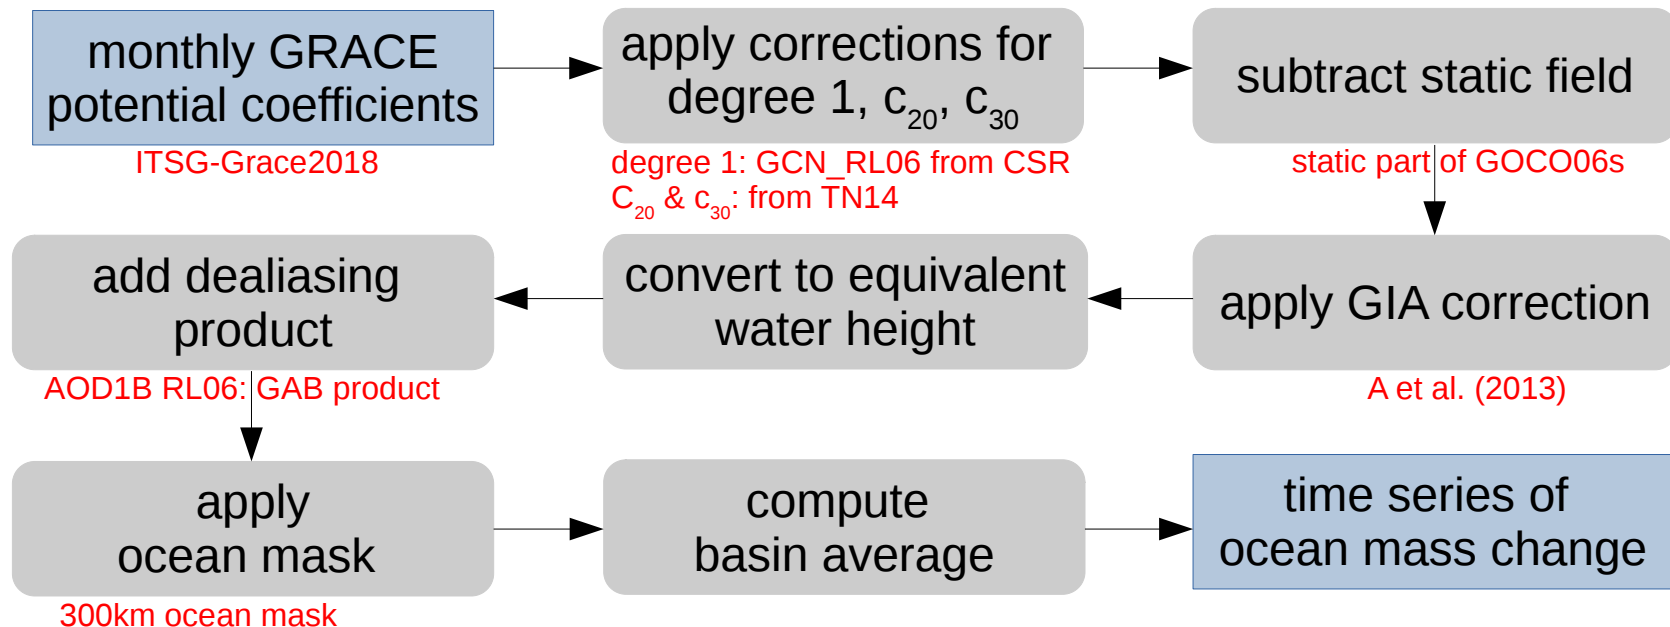 monthly GRACE
potential coefficients
ITSG-Grace2018
apply corrections for
degree 1, c20, c30
degree 1: GCN_RL06 from CSR
C20 & c30: from TN14
subtract static field
static part of GOCO06s
apply GIA correction
A et al. (2013)
convert to equivalent
water height
add dealiasing
product
AOD1B RL06: GAB product
apply
ocean mask
300km ocean mask
compute
basin average
time series of
ocean mass change